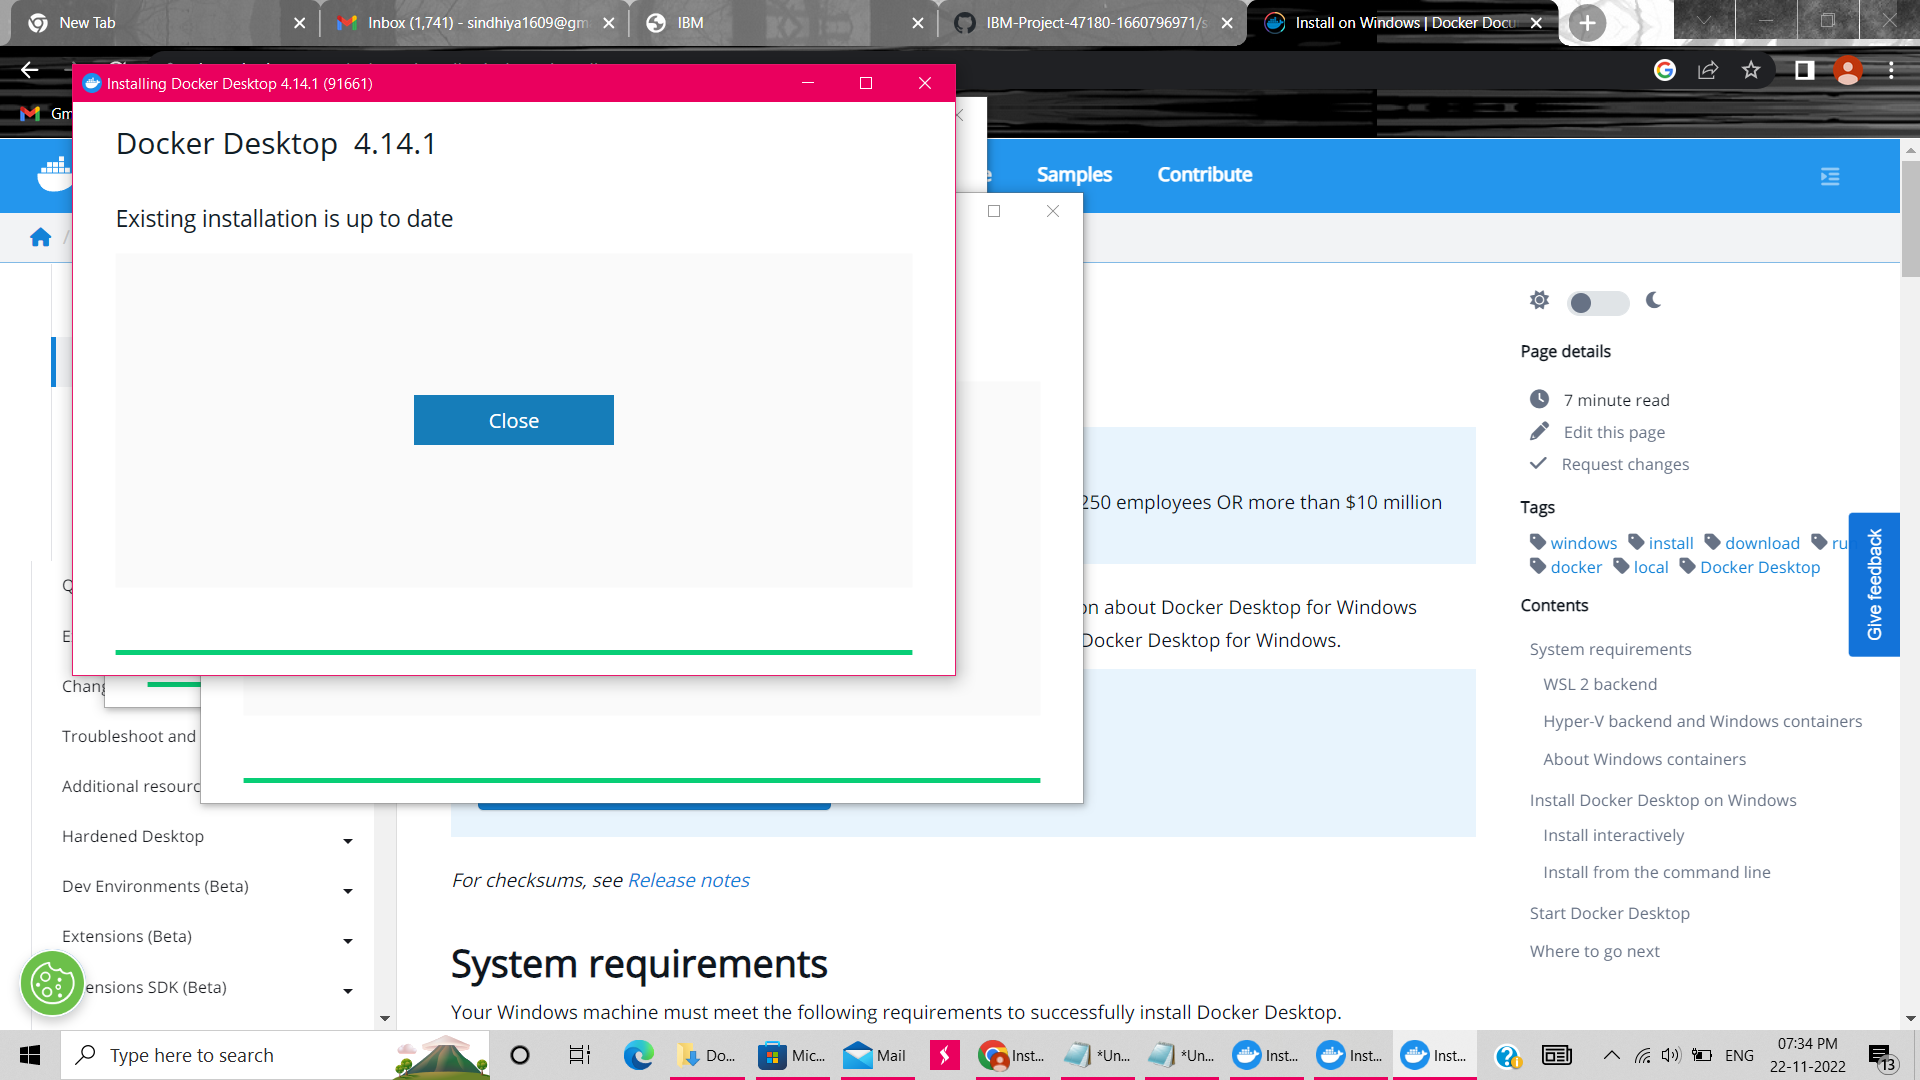 New Tab
Inbox (1,741) - sindhiya1609@gm
IBM
IBM-Project-47180-1660796971/s
Install on Windows | Docker Docu
Installing Docker Desktop 4.14.1 (91661)
Gm
Docker Desktop 4.14.1
Samples
Contribute
Existing installation is up to date
Close
Page details
7 minute read
Edit this page
Request changes
250 employees OR more than $10 million
Tags
windows install download run
docker local Docker Desktop
Give feedback
on about Docker Desktop for Windows
Docker Desktop for Windows.
Contents
System requirements
WSL 2 backend
Hyper-V backend and Windows containers
About Windows containers
Install Docker Desktop on Windows
Install interactively
Install from the command line
Start Docker Desktop
Where to go next
Q
E
Chang
Troubleshoot and
Additional resourc
Hardened Desktop
Dev Environments (Beta)
Extensions (Beta)
ensions SDK (Beta)
For checksums, see Release notes
System requirements
Your Windows machine must meet the following requirements to successfully install Docker Desktop.
Type here to search
Do...
Mic...
Mail
Inst...
*Un...
*Un...
Inst...
Inst...
Inst...
ENG
07:34 PM
22-11-2022
13